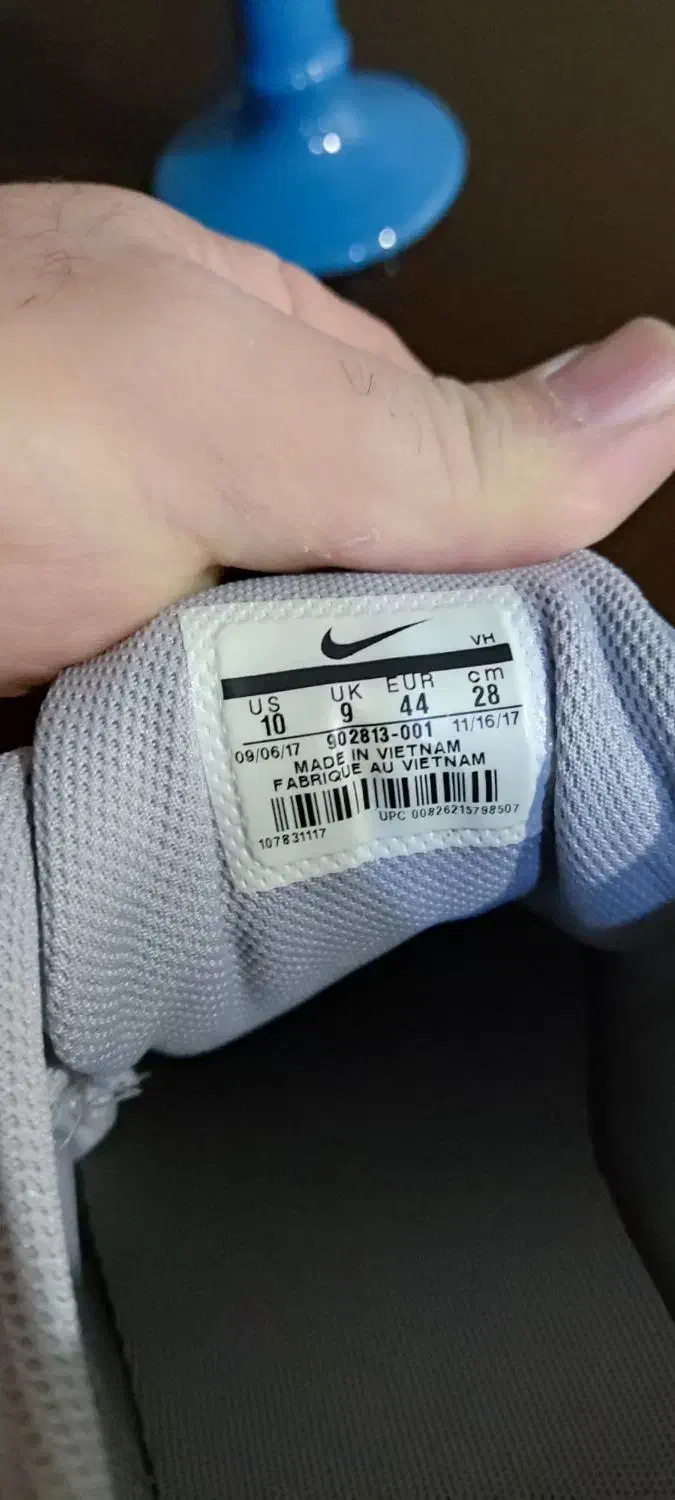 VH
US UK EUR cm
10 9 44 28
09/06/17 902813-001 11/16/17
MADE IN VIETNAM
FABRIQUE AU VIETNAM
107831117 UPC 00826215798507